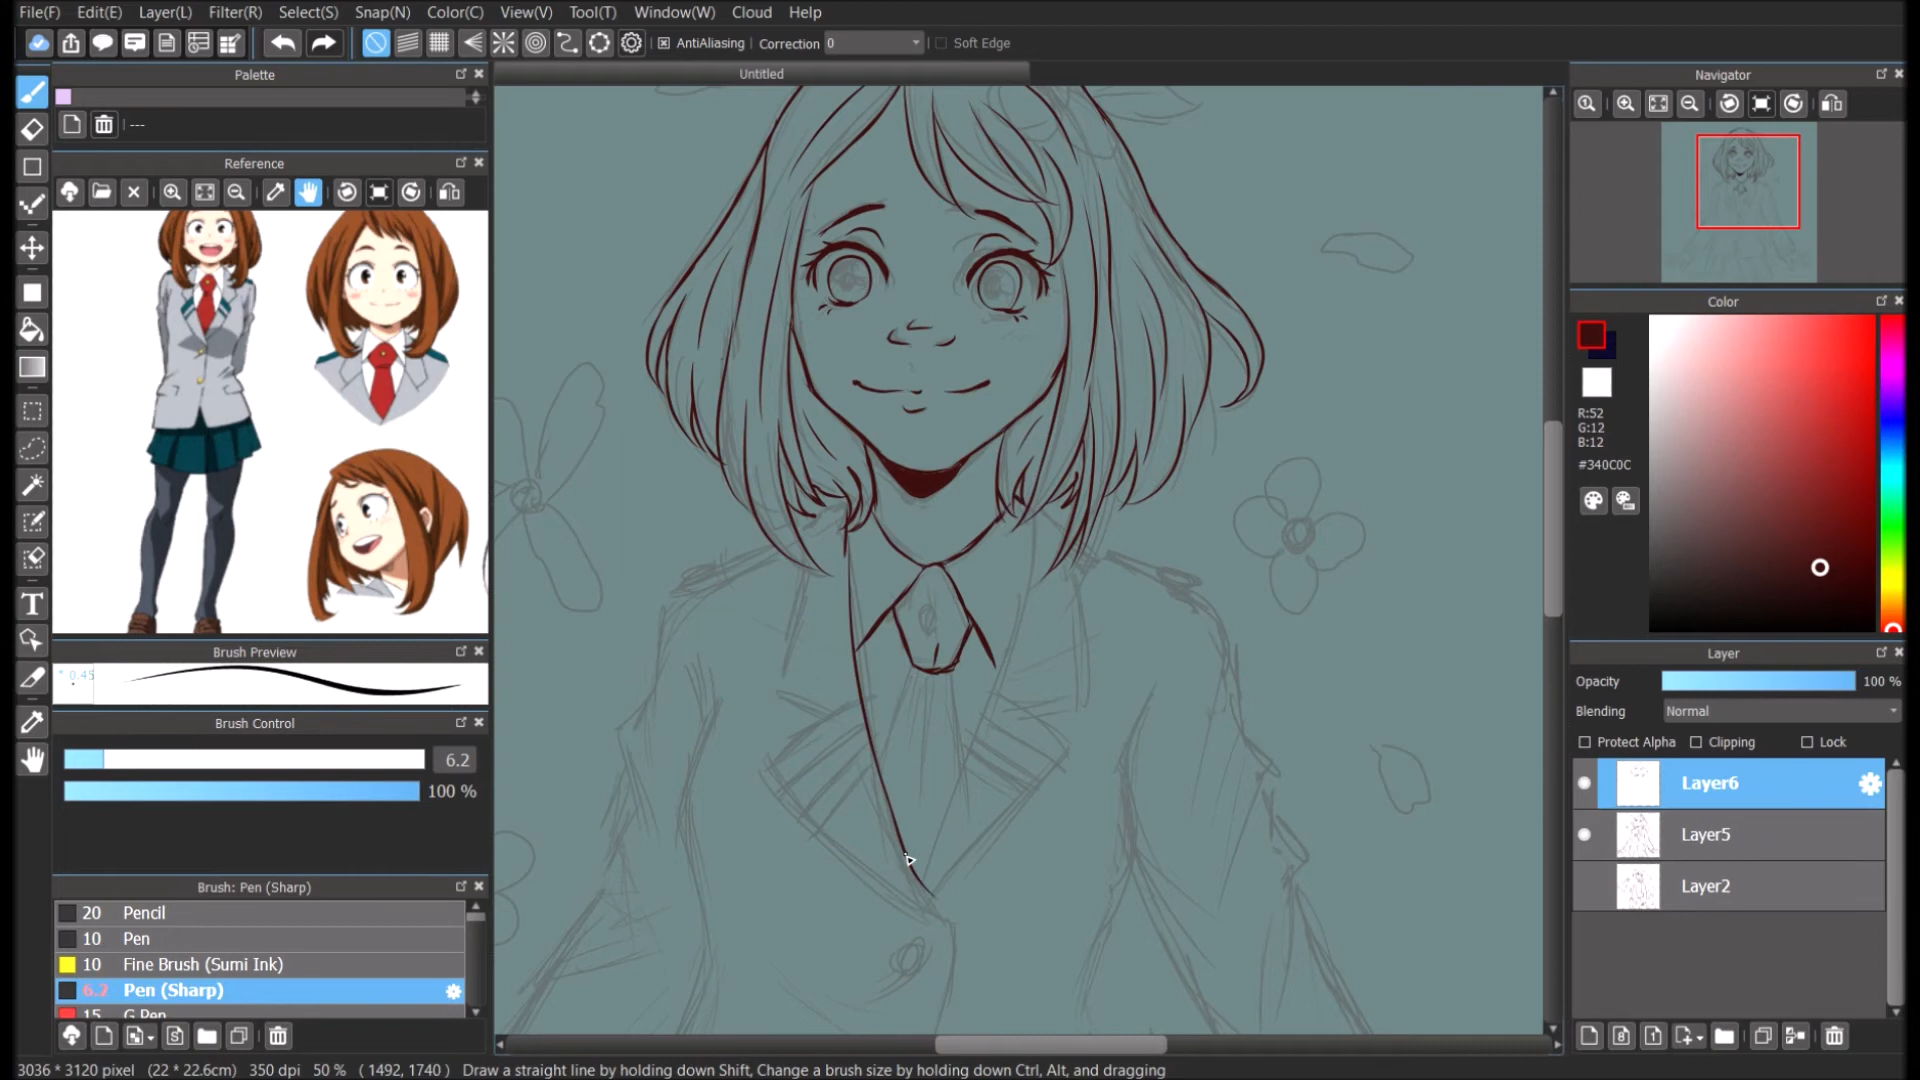 File(F) Edit(E) Layer(L) Filter(R) Select(S) Snap(N) Color(C) View(V) Tool(T) Window(W) Cloud Help
AntiAliasing Correction 0 Soft Edge
Palette
---
Reference
Brush Preview
* 0.45
Brush Control
6.2
100 %
Brush: Pen (Sharp)
20 Pencil
10 Pen
10 Fine Brush (Sumi Ink)
6.2 Pen (Sharp)
15 G Pen
Untitled
Navigator
Color
R:52
G:12
B:12
#340C0C
Layer
Opacity 100 %
Blending Normal
Protect Alpha Clipping Lock
Layer6
Layer5
Layer2
3036 * 3120 pixel (22 * 22.6cm) 350 dpi 50 % ( 1492, 1740 ) Draw a straight line by holding down Shift, Change a brush size by holding down Ctrl, Alt, and dragging